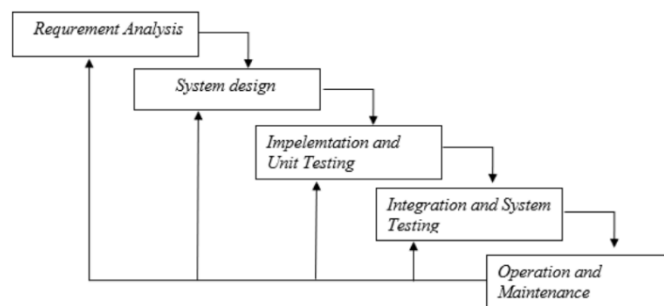 Requrement Analysis
System design
Impelemtation and
Unit Testing
Integration and System
Testing
Operation and
Maintenance